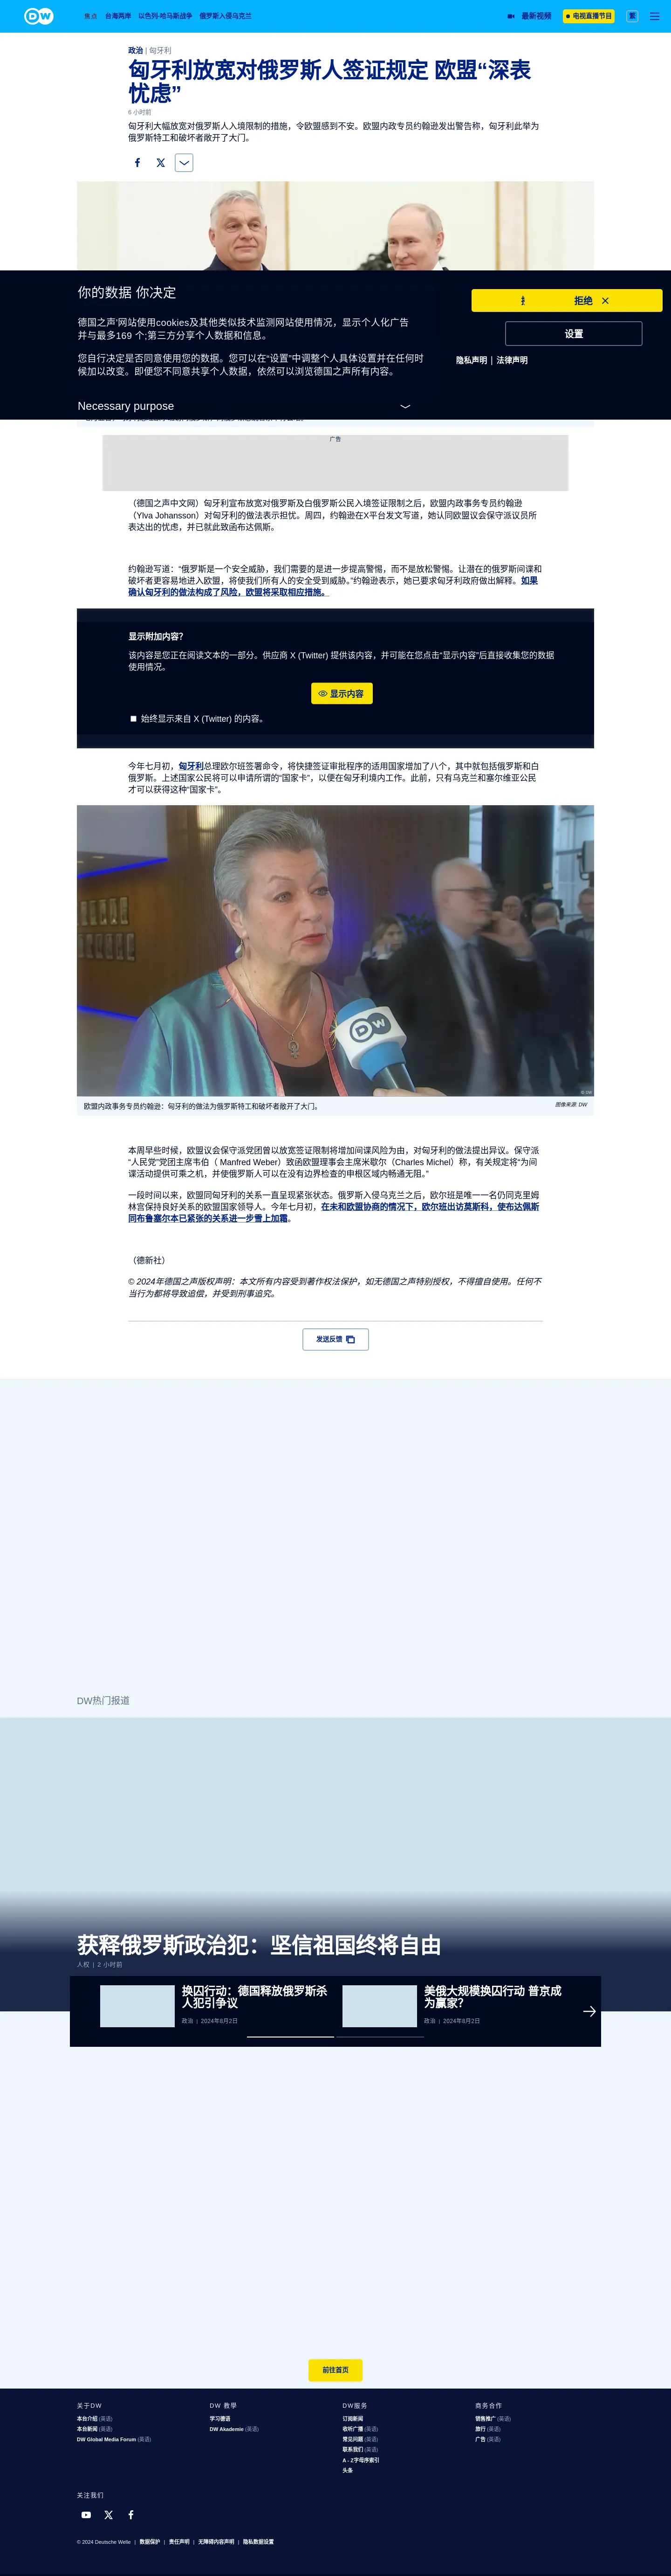 DW
焦点 台海两岸 以色列-哈马斯战争 俄罗斯入侵乌克兰
最新视频 电视直播节目 繁
政治 | 匈牙利
匈牙利放宽对俄罗斯人签证规定 欧盟“深表
忧虑”
6 小时前
匈牙利大幅放宽对俄罗斯人入境限制的措施，令欧盟感到不安。欧盟内政专员约翰逊发出警告称，匈牙利此举为
俄罗斯特工和破坏者敞开了大门。
你的数据 你决定
德国之声‘网站使用cookies及其他类似技术监测网站使用情况，显示个人化广告
并与最多169 个;第三方分享个人数据和信息。
您自行决定是否同意使用您的数据。您可以在“设置”中调整个人具体设置并在任何时
候加以改变。即便您不同意共享个人数据，依然可以浏览德国之声所有内容。
Necessary purpose
拒绝
设置
隐私声明 | 法律声明
广告
（德国之声中文网）匈牙利宣布放宽对俄罗斯及白俄罗斯公民入境签证限制之后，欧盟内政事务专员约翰逊
（Ylva Johansson）对匈牙利的做法表示担忧。周四，约翰逊在X平台发文写道，她认同欧盟议会保守派议员所
表达出的忧虑，并已就此致函布达佩斯。
约翰逊写道：“俄罗斯是一个安全威胁，我们需要的是进一步提高警惕，而不是放松警惕。让潜在的俄罗斯间谍和
破坏者更容易地进入欧盟，将使我们所有人的安全受到威胁。”约翰逊表示，她已要求匈牙利政府做出解释。如果
确认匈牙利的做法构成了风险，欧盟将采取相应措施。
显示附加内容？
该内容是您正在阅读文本的一部分。供应商 X (Twitter) 提供该内容，并可能在您点击“显示内容”后直接收集您的数据
使用情况。
显示内容
始终显示来自 X (Twitter) 的内容。
今年七月初，匈牙利总理欧尔班签署命令，将快捷签证审批程序的适用国家增加了八个，其中就包括俄罗斯和白
俄罗斯。上述国家公民将可以申请所谓的“国家卡”，以便在匈牙利境内工作。此前，只有乌克兰和塞尔维亚公民
才可以获得这种“国家卡”。
DW
欧盟内政事务专员约翰逊：匈牙利的做法为俄罗斯特工和破坏者敞开了大门。
图像来源: DW
本周早些时候，欧盟议会保守派党团曾以放宽签证限制将增加间谍风险为由，对匈牙利的做法提出异议。保守派
“人民党”党团主席韦伯（ Manfred Weber）致函欧盟理事会主席米歇尔（Charles Michel）称，有关规定将“为间
谍活动提供可乘之机，并使俄罗斯人可以在没有边界检查的申根区域内畅通无阻。”
一段时间以来，欧盟同匈牙利的关系一直呈现紧张状态。俄罗斯入侵乌克兰之后，欧尔班是唯一一名仍同克里姆
林宫保持良好关系的欧盟国家领导人。今年七月初，在未和欧盟协商的情况下，欧尔班出访莫斯科，使布达佩斯
同布鲁塞尔本已紧张的关系进一步雪上加霜。
（德新社）
© 2024年德国之声版权声明：本文所有内容受到著作权法保护，如无德国之声特别授权，不得擅自使用。任何不
当行为都将导致追偿，并受到刑事追究。
发送反馈
DW热门报道
获释俄罗斯政治犯：坚信祖国终将自由
人权 | 2 小时前
换囚行动：德国释放俄罗斯杀
人犯引争议
政治 | 2024年8月2日
美俄大规模换囚行动 普京成
为赢家？
政治 | 2024年8月2日
前往首页
关于DW
本台介绍 (英语)
本台新闻 (英语)
DW Global Media Forum (英语)
DW 教學
学习德语
DW Akademie (英语)
DW服务
订阅新闻
收听广播 (英语)
常见问题 (英语)
联系我们 (英语)
A - Z字母序索引
头条
商务合作
销售推广 (英语)
旅行 (英语)
广告 (英语)
关注我们
© 2024 Deutsche Welle | 数据保护 | 责任声明 | 无障碍内容声明 | 隐私数据设置